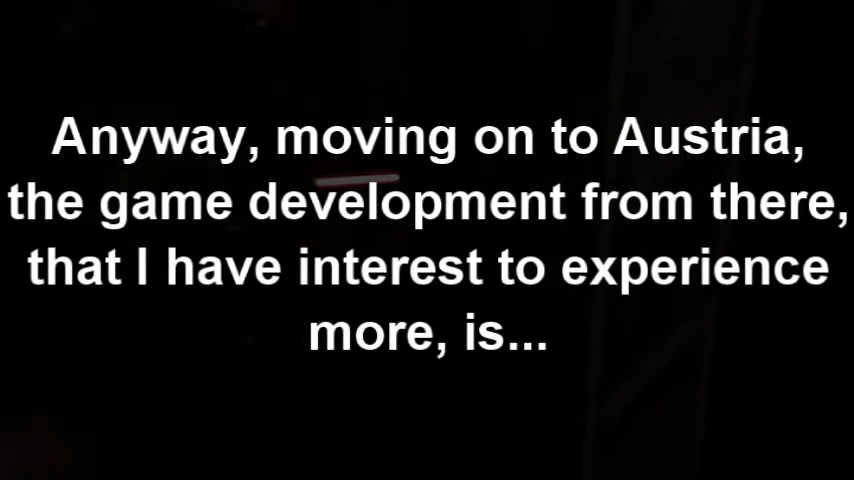 Anyway, moving on to Austria,
the game development from there,
that I have interest to experience
more, is...